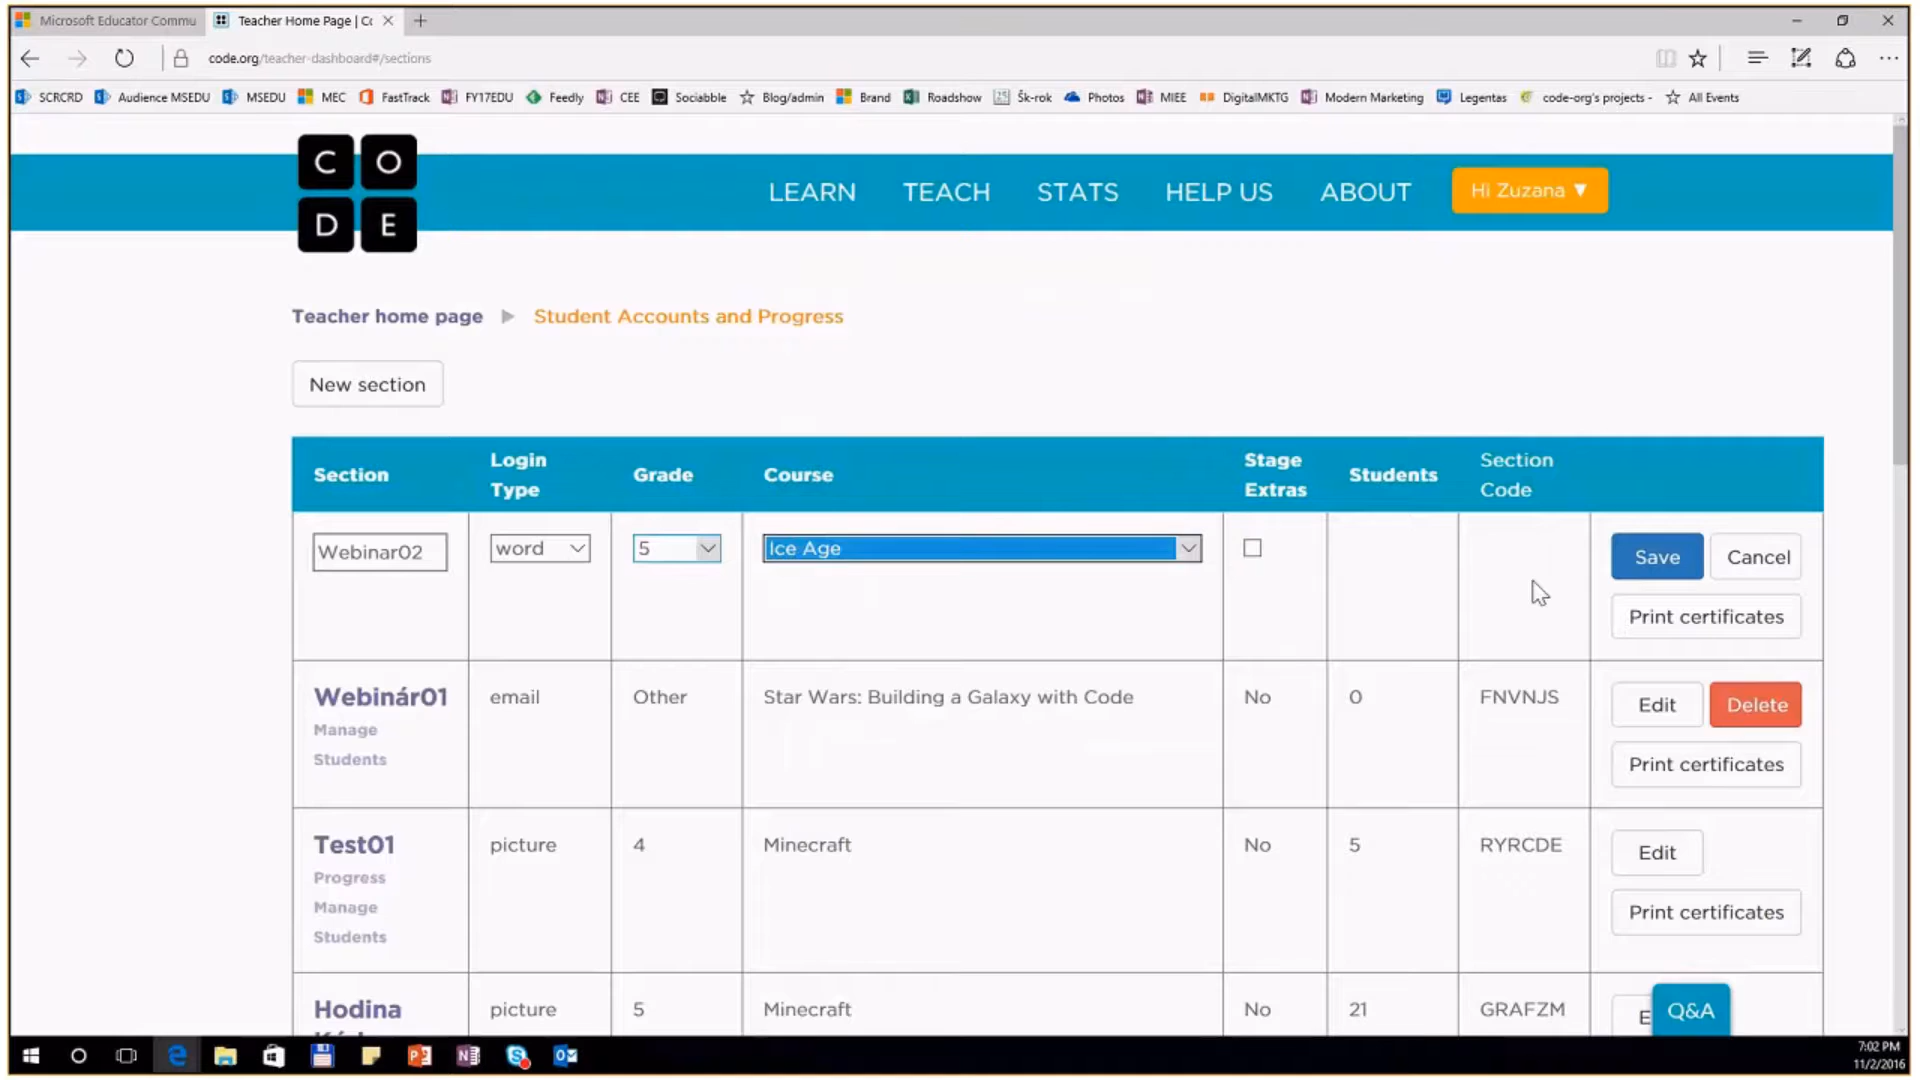 Microsoft Educator Commu
Teacher Home Page | Co
code.org/teacher-dashboard#/sections
SCRCRD Audience MSEDU MSEDU MEC FastTrack FY17EDU Feedly CEE Sociabble Blog/admin Brand Roadshow Šk-rok Photos MIEE DigitalMKTG Modern Marketing Legentas code-org's projects - All Events
C O
D E
LEARN TEACH STATS HELP US ABOUT Hi Zuzana ▼
Teacher home page ▶ Student Accounts and Progress
New section
Section Login Type Grade Course Stage Extras Students Section Code
Webinar02 word 5 Ice Age Save Cancel
Print certificates
Webinár01 email Other Star Wars: Building a Galaxy with Code No 0 FNVNJS Edit Delete
Manage
Students
Print certificates
Test01 picture 4 Minecraft No 5 RYRCDE Edit
Progress
Manage
Students
Print certificates
Hodina picture 5 Minecraft No 21 GRAFZM
Q&A
7:02 PM
11/2/2016